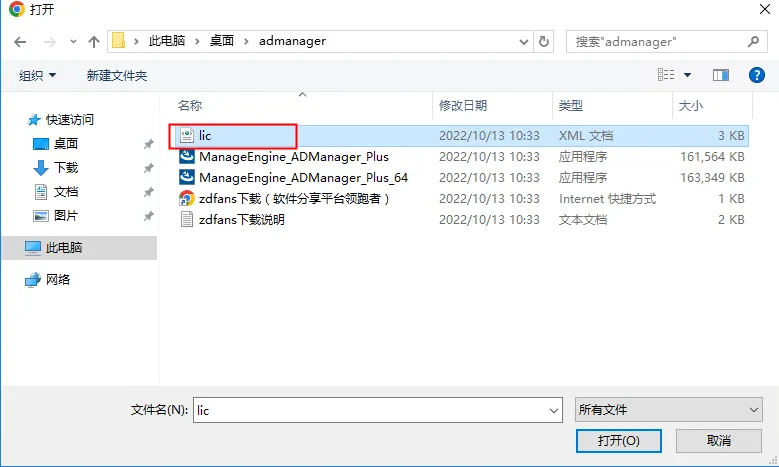 打开
此电脑 桌面 admanager 搜索"admanager"
组织 新建文件夹
名称 修改日期 类型 大小
快速访问
桌面
下载
文档
图片
此电脑
网络
lic 2022/10/13 10:33 XML 文档 3 KB
ManageEngine_ADManager_Plus 2022/10/13 10:33 应用程序 161,564 KB
ManageEngine_ADManager_Plus_64 2022/10/13 10:33 应用程序 163,349 KB
zdfans下载（软件分享平台领跑者） 2022/10/13 10:33 Internet 快捷方式 1 KB
zdfans下载说明 2022/10/13 10:33 文本文档 2 KB
文件名(N): lic 所有文件
打开(O) 取消